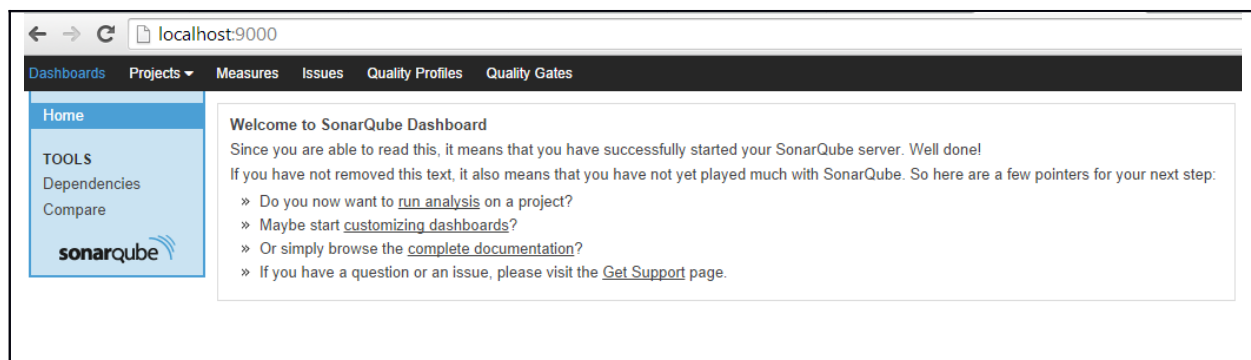 localhost:9000
Dashboards Projects Measures Issues Quality Profiles Quality Gates
Home
TOOLS
Dependencies
Compare
sonarqube
Welcome to SonarQube Dashboard
Since you are able to read this, it means that you have successfully started your SonarQube server. Well done!
If you have not removed this text, it also means that you have not yet played much with SonarQube. So here are a few pointers for your next step:
» Do you now want to run analysis on a project?
» Maybe start customizing dashboards?
» Or simply browse the complete documentation?
» If you have a question or an issue, please visit the Get Support page.